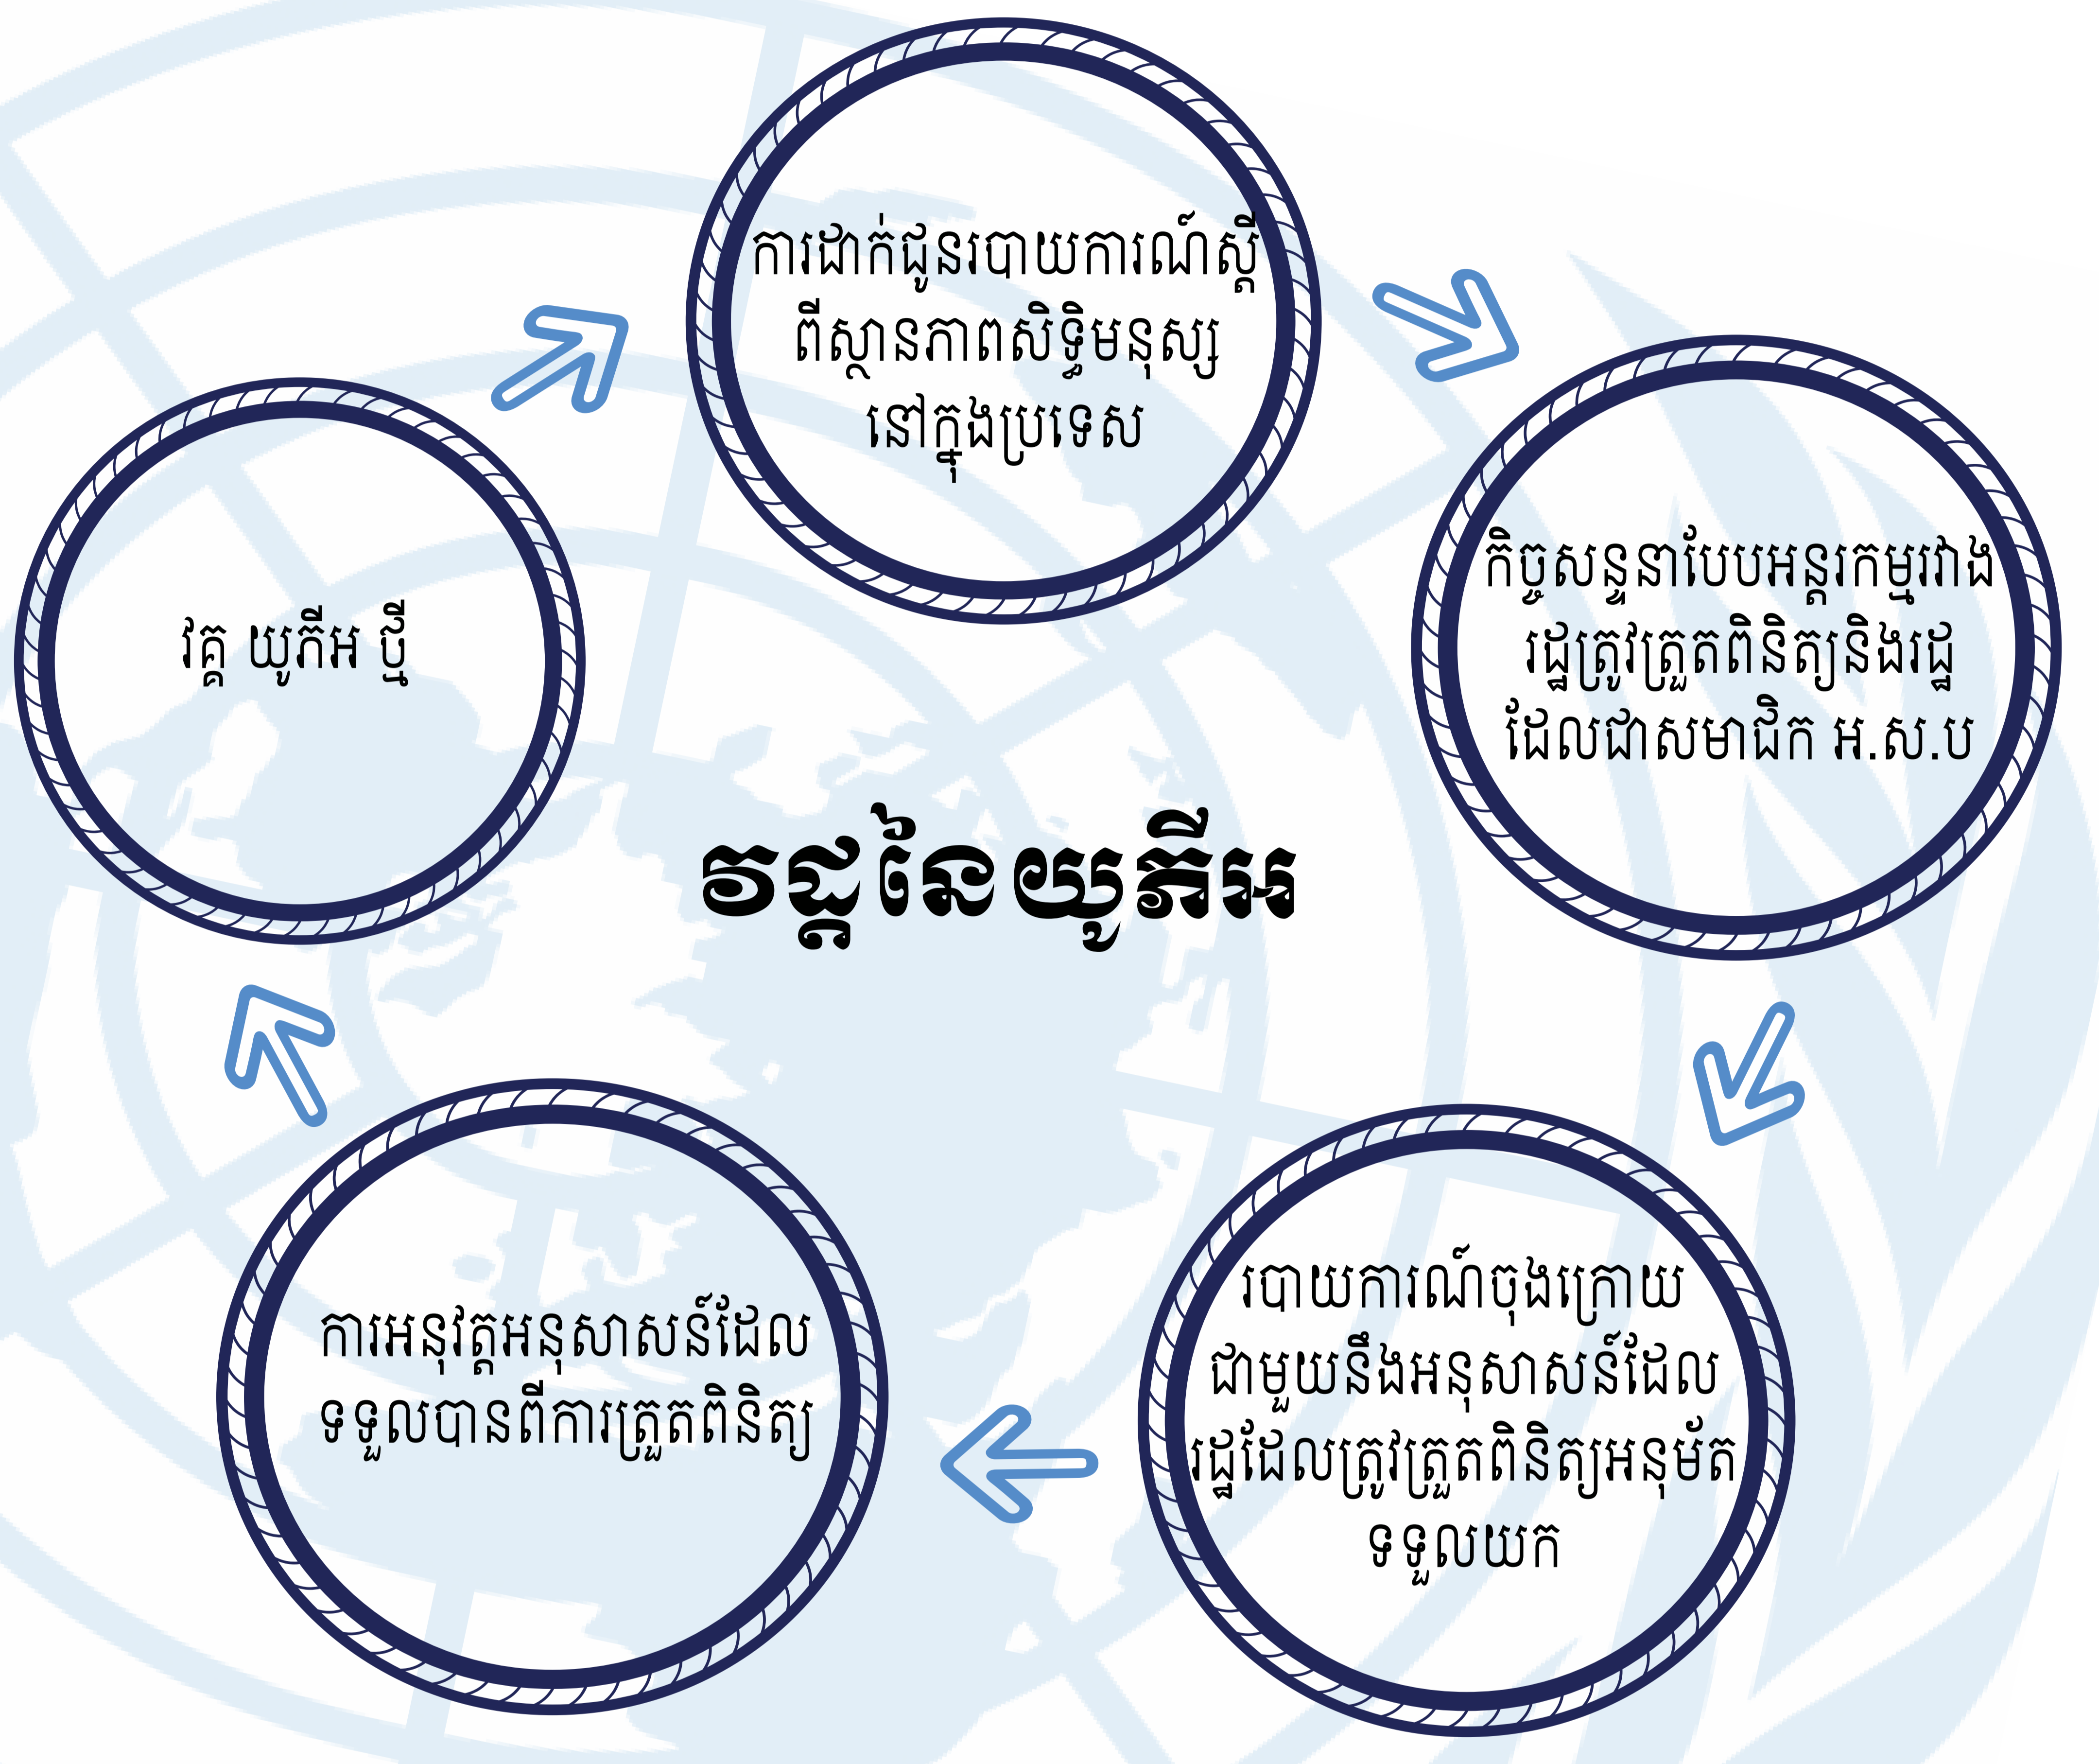 ការដាក់ជូនរបាយការណ៍ស្តី
ពីស្ថានភាពសិទ្ធិមនុស្ស
នៅក្នុងប្រទេស
កិច្ចសន្ទនាបែបអន្តរកម្មរវាង
រដ្ឋត្រូវត្រួតពិនិត្យនិងរដ្ឋ
ដែលជាសមាជិក អ.ស.ប
របាយការណ៍ចុងក្រោយ
ជាមួយនឹងអនុសាសន៍ដែល
រដ្ឋដែលត្រូវត្រួតពិនិត្យអនុម័ត
ទទួលយក
ការអនុវត្តអនុសាសន៍ដែល
ទទួលបានពីការត្រួតពិនិត្យ
វគ្គ យូភីអ ថ្មី
វដ្តនៃយូភីអ